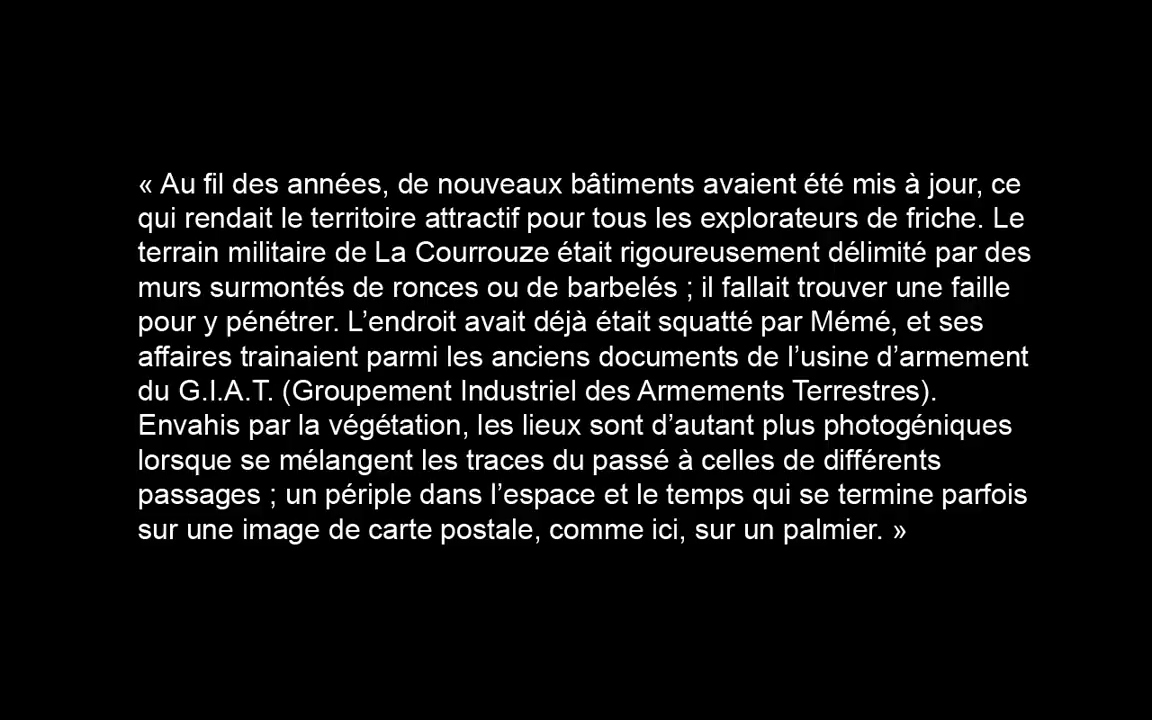 « Au fil des années, de nouveaux bâtiments avaient été mis à jour, ce
qui rendait le territoire attractif pour tous les explorateurs de friche. Le
terrain militaire de La Courrouze était rigoureusement délimité par des
murs surmontés de ronces ou de barbelés ; il fallait trouver une faille
pour y pénétrer. L’endroit avait déjà était squatté par Mémé, et ses
affaires trainaient parmi les anciens documents de l’usine d’armement
du G.I.A.T. (Groupement Industriel des Armements Terrestres).
Envahis par la végétation, les lieux sont d’autant plus photogéniques
lorsque se mélangent les traces du passé à celles de différents
passages ; un périple dans l’espace et le temps qui se termine parfois
sur une image de carte postale, comme ici, sur un palmier. »